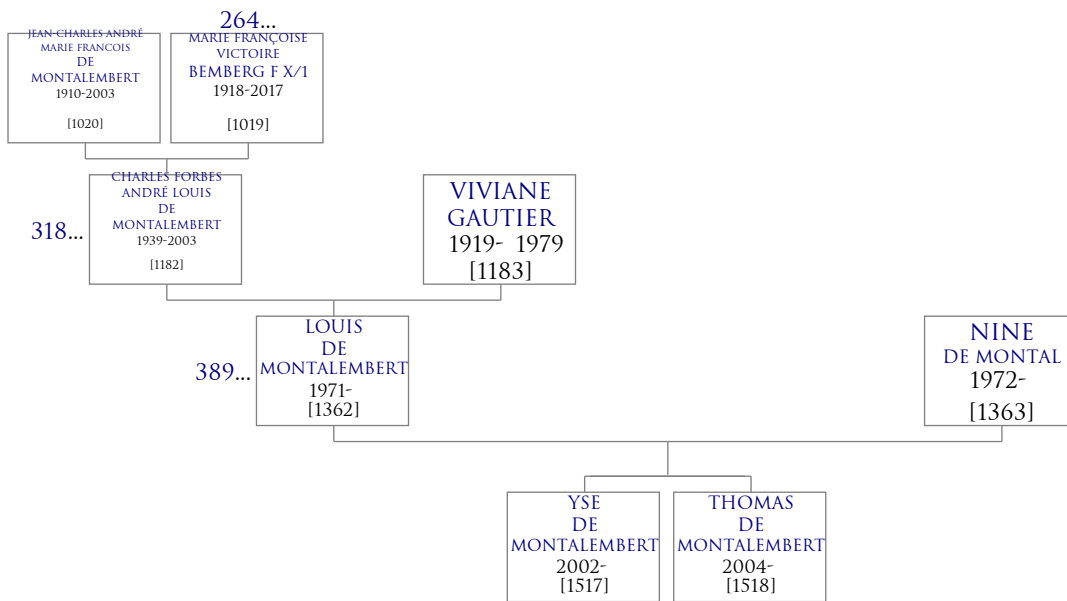 264...
JEAN-CHARLES ANDRÉ
MARIE FRANCOIS
DE
MONTALEMBERT
1910-2003
[1020]
MARIE FRANÇOISE
VICTOIRE
BEMBERG F X/1
1918-2017
[1019]
318...
CHARLES FORBES
ANDRÉ LOUIS
DE
MONTALEMBERT
1939-2003
[1182]
VIVIANE
GAUTIER
1919- 1979
[1183]
389...
LOUIS
DE
MONTALEMBERT
1971-
[1362]
NINE
DE MONTAL
1972-
[1363]
YSE
DE
MONTALEMBERT
2002-
[1517]
THOMAS
DE
MONTALEMBERT
2004-
[1518]